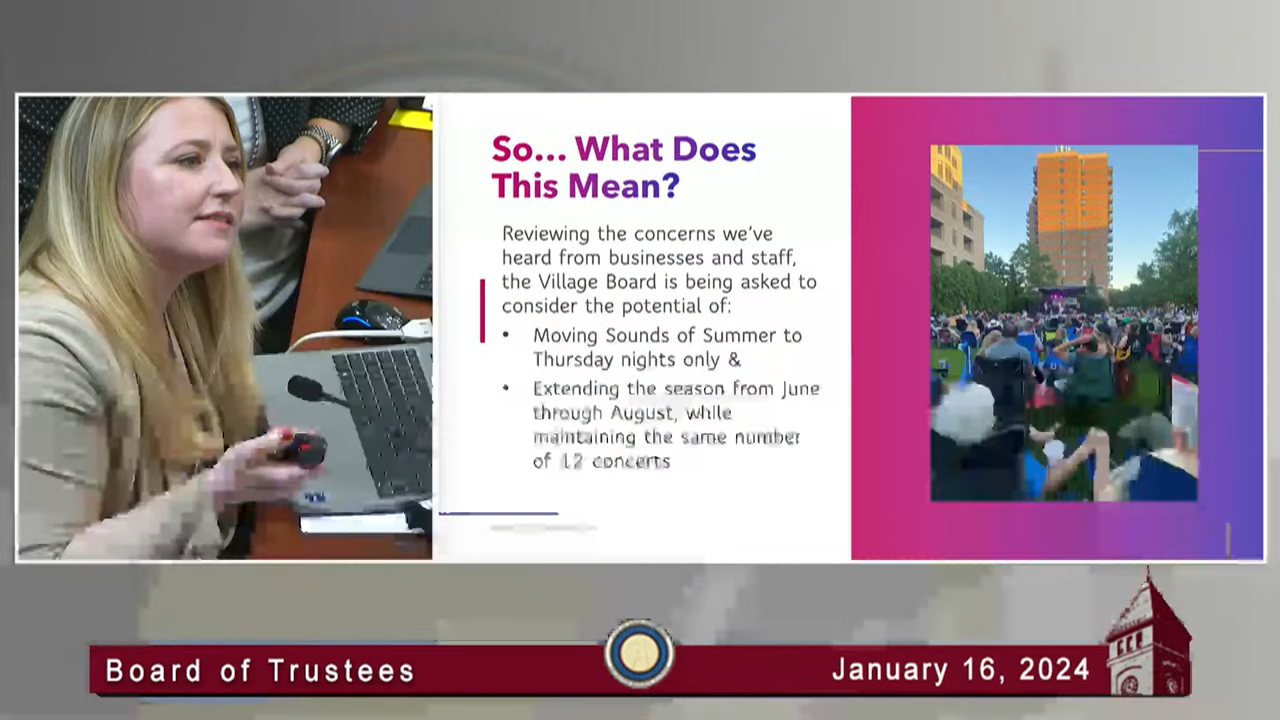 So... What Does
This Mean?
Reviewing the concerns we've
heard from businesses and staff,
the Village Board is being asked to
consider the potential of:
• Moving Sounds of Summer to
Thursday nights only &
• Extending the season from June
through August, while
maintaining the same number
of 12 concerts
Board of Trustees
January 16, 2024